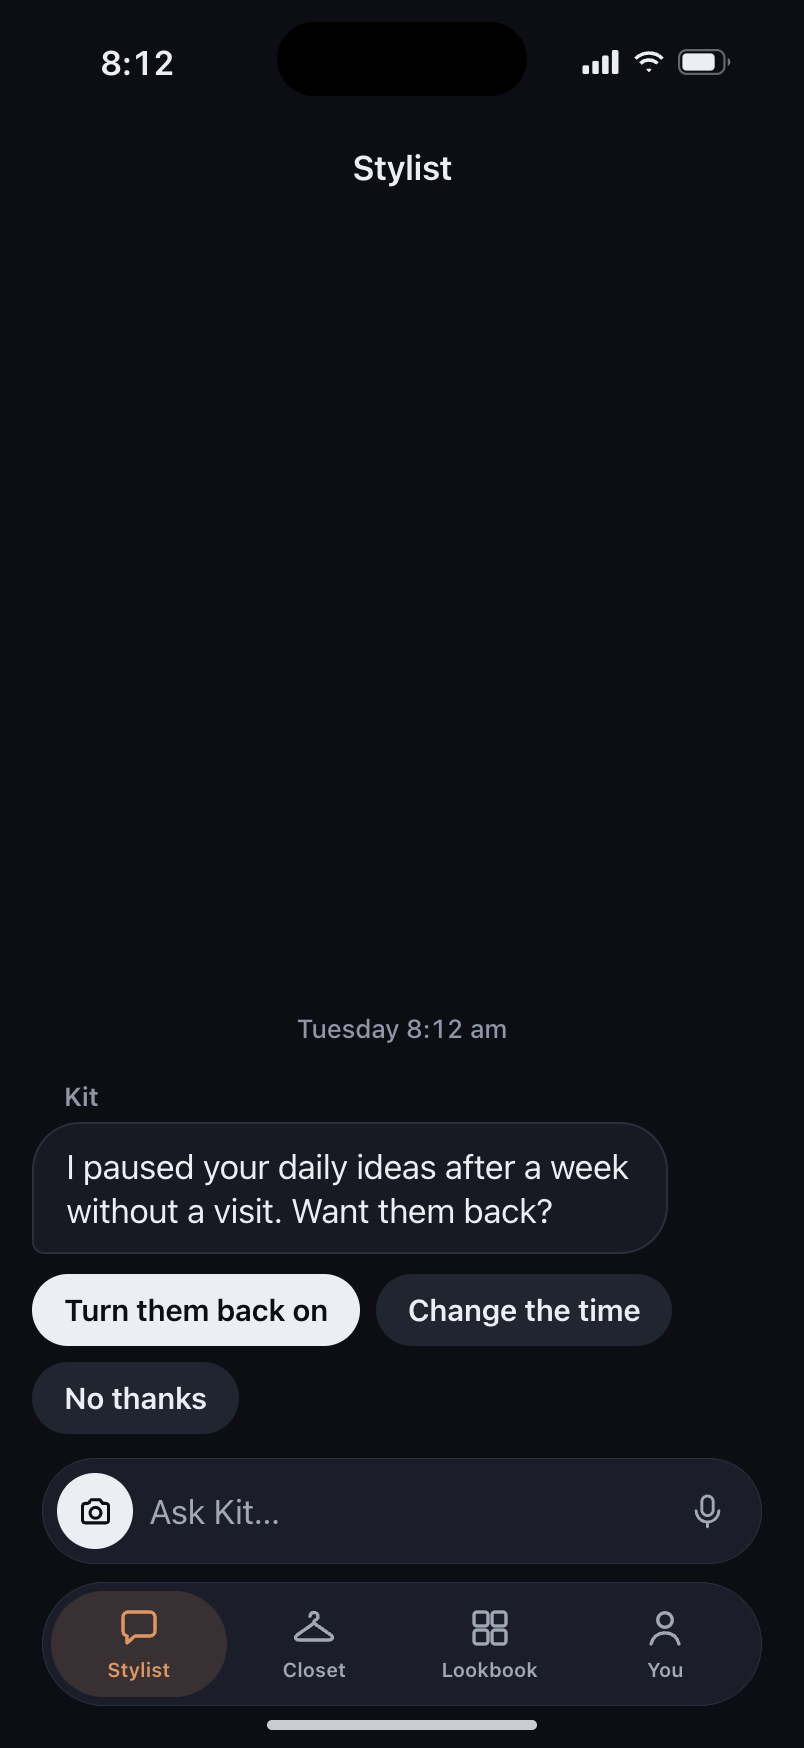 8:12
Stylist
Tuesday 8:12 am
Kit
I paused your daily ideas after a week
without a visit. Want them back?
Turn them back on
Change the time
No thanks
Ask Kit...
Stylist
Closet
Lookbook
You